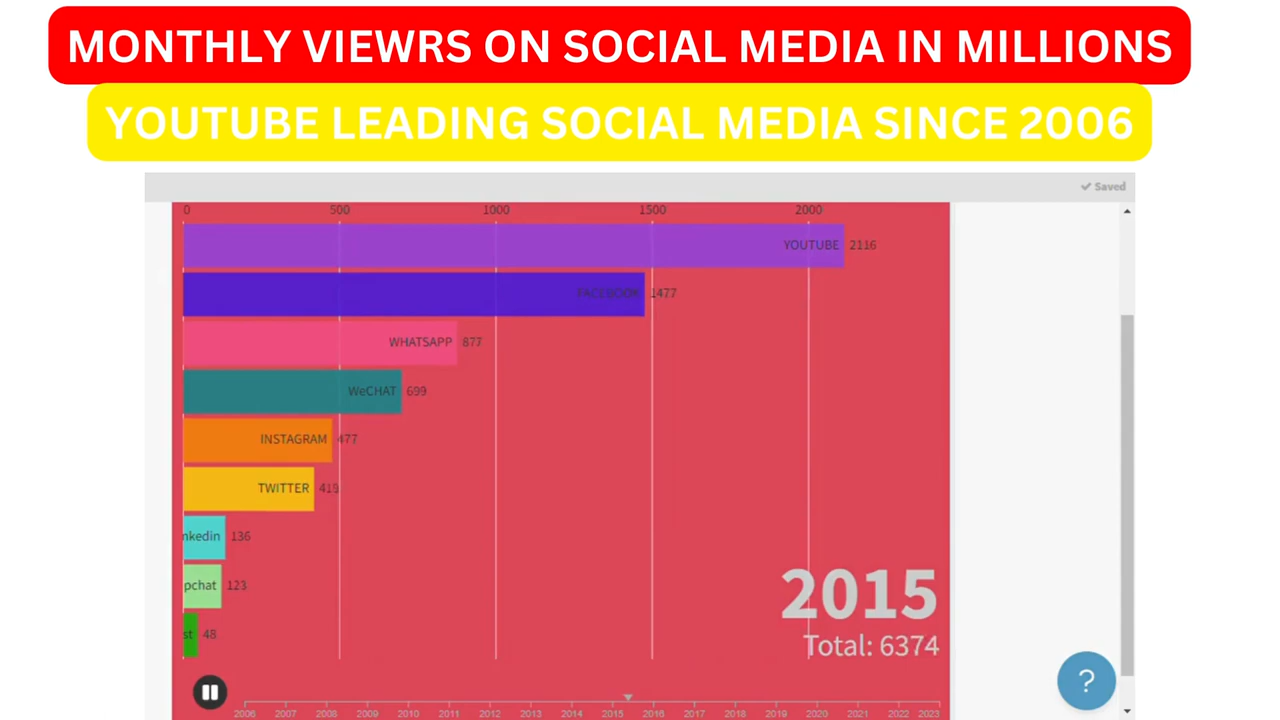 MONTHLY VIEWRS ON SOCIAL MEDIA IN MILLIONS
YOUTUBE LEADING SOCIAL MEDIA SINCE 2006
Saved
0 500 1000 1500 2000
YOUTUBE 2116
FACEBOOK 1477
WHATSAPP 877
WeCHAT 699
INSTAGRAM 477
TWITTER 415
nkedin 136
pchat 123
st 48
2015
Total: 6374
?
2006 2007 2008 2009 2010 2011 2012 2013 2014 2015 2016 2017 2018 2019 2020 2021 2022 2023